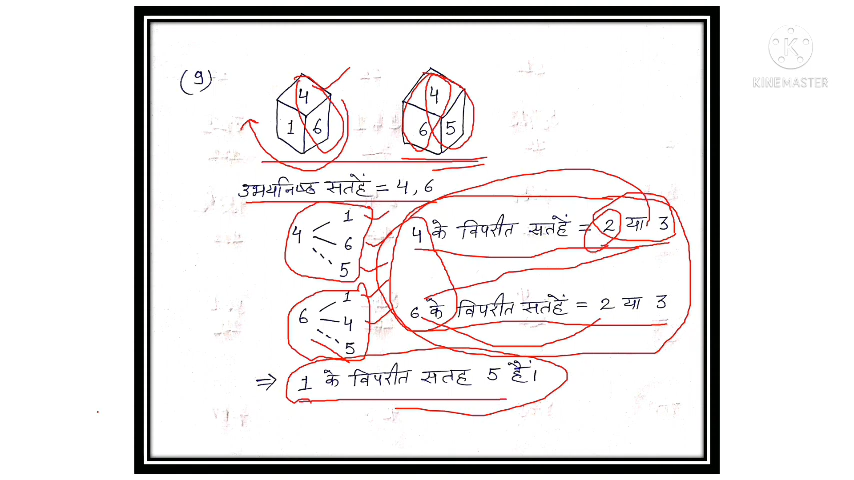 (9)
4
1 6
4
6 5
उभयनिष्ठ सतहें = 4, 6
4
1
6
5
4 के विपरीत सतहें = 2 या 3
6
1
4
5
6 के विपरीत सतहें = 2 या 3
⇒ 1 के विपरीत सतह 5 हैं।
K
KINEMASTER